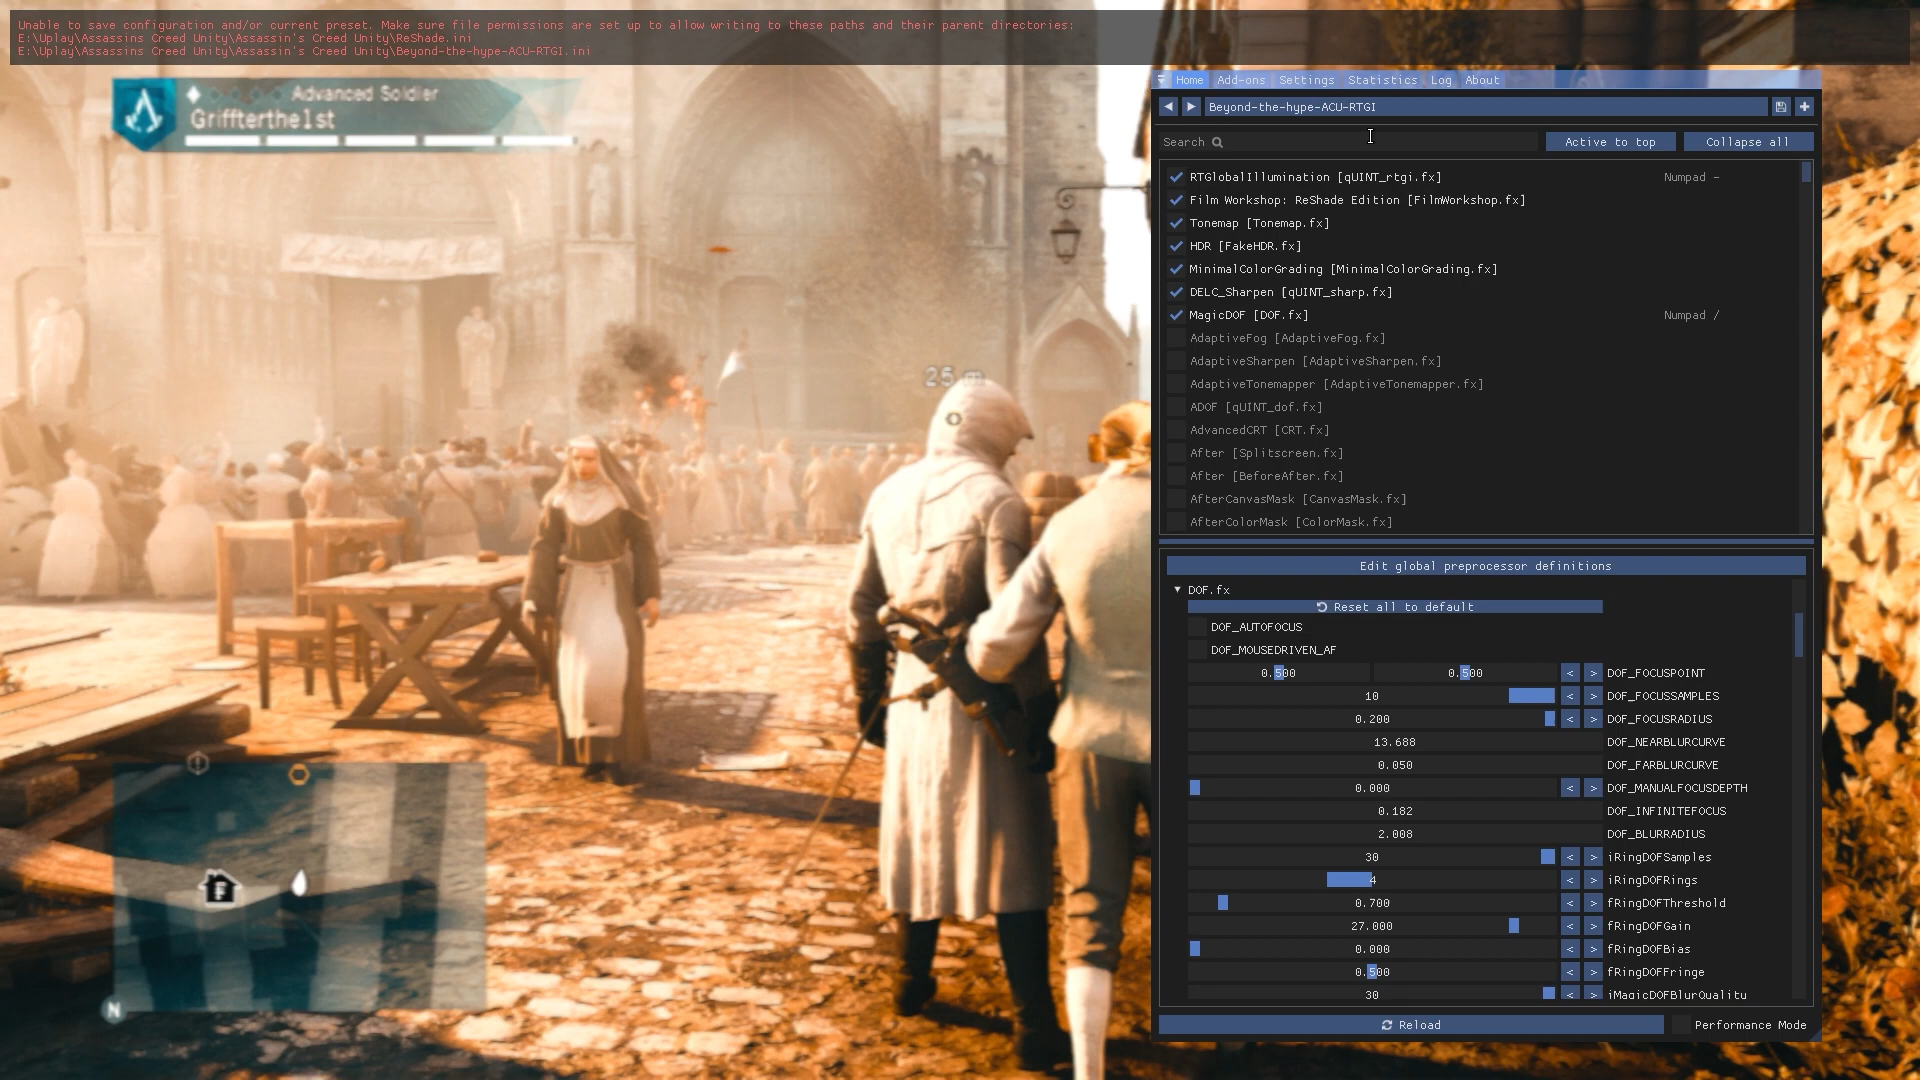 Unable to save configuration and/or current preset. Make sure file permissions are set up to allow writing to these paths and their parent directories:
E:\Uplay\Assassins Creed Unity\Assassin's Creed Unity\ReShade.ini
E:\Uplay\Assassins Creed Unity\Assassin's Creed Unity\Beyond-the-hype-ACU-RTGI.ini
Advanced Soldier
Griffterthe1st
25 m
N
Home Add-ons Settings Statistics Log About
Beyond-the-hype-ACU-RTGI
Search Active to top Collapse all
RTGlobalIllumination [qUINT_rtgi.fx] Numpad -
Film Workshop: ReShade Edition [FilmWorkshop.fx]
Tonemap [Tonemap.fx]
HDR [FakeHDR.fx]
MinimalColorGrading [MinimalColorGrading.fx]
DELC_Sharpen [qUINT_sharp.fx]
MagicDOF [DOF.fx] Numpad /
AdaptiveFog [AdaptiveFog.fx]
AdaptiveSharpen [AdaptiveSharpen.fx]
AdaptiveTonemapper [AdaptiveTonemapper.fx]
ADOF [qUINT_dof.fx]
AdvancedCRT [CRT.fx]
After [Splitscreen.fx]
After [BeforeAfter.fx]
AfterCanvasMask [CanvasMask.fx]
AfterColorMask [ColorMask.fx]
Edit global preprocessor definitions
DOF.fx
Reset all to default
DOF_AUTOFOCUS
DOF_MOUSEDRIVEN_AF
0.500 0.500 < > DOF_FOCUSPOINT
10 < > DOF_FOCUSSAMPLES
0.200 < > DOF_FOCUSRADIUS
13.688 DOF_NEARBLURCURVE
0.050 DOF_FARBLURCURVE
0.000 < > DOF_MANUALFOCUSDEPTH
0.182 DOF_INFINITEFOCUS
2.008 DOF_BLURRADIUS
30 < > iRingDOFSamples
4 < > iRingDOFRings
0.700 < > fRingDOFThreshold
27.000 < > fRingDOFGain
0.000 < > fRingDOFBias
0.500 < > fRingDOFFringe
30 < > iMagicDOFBlurQuality
Reload Performance Mode